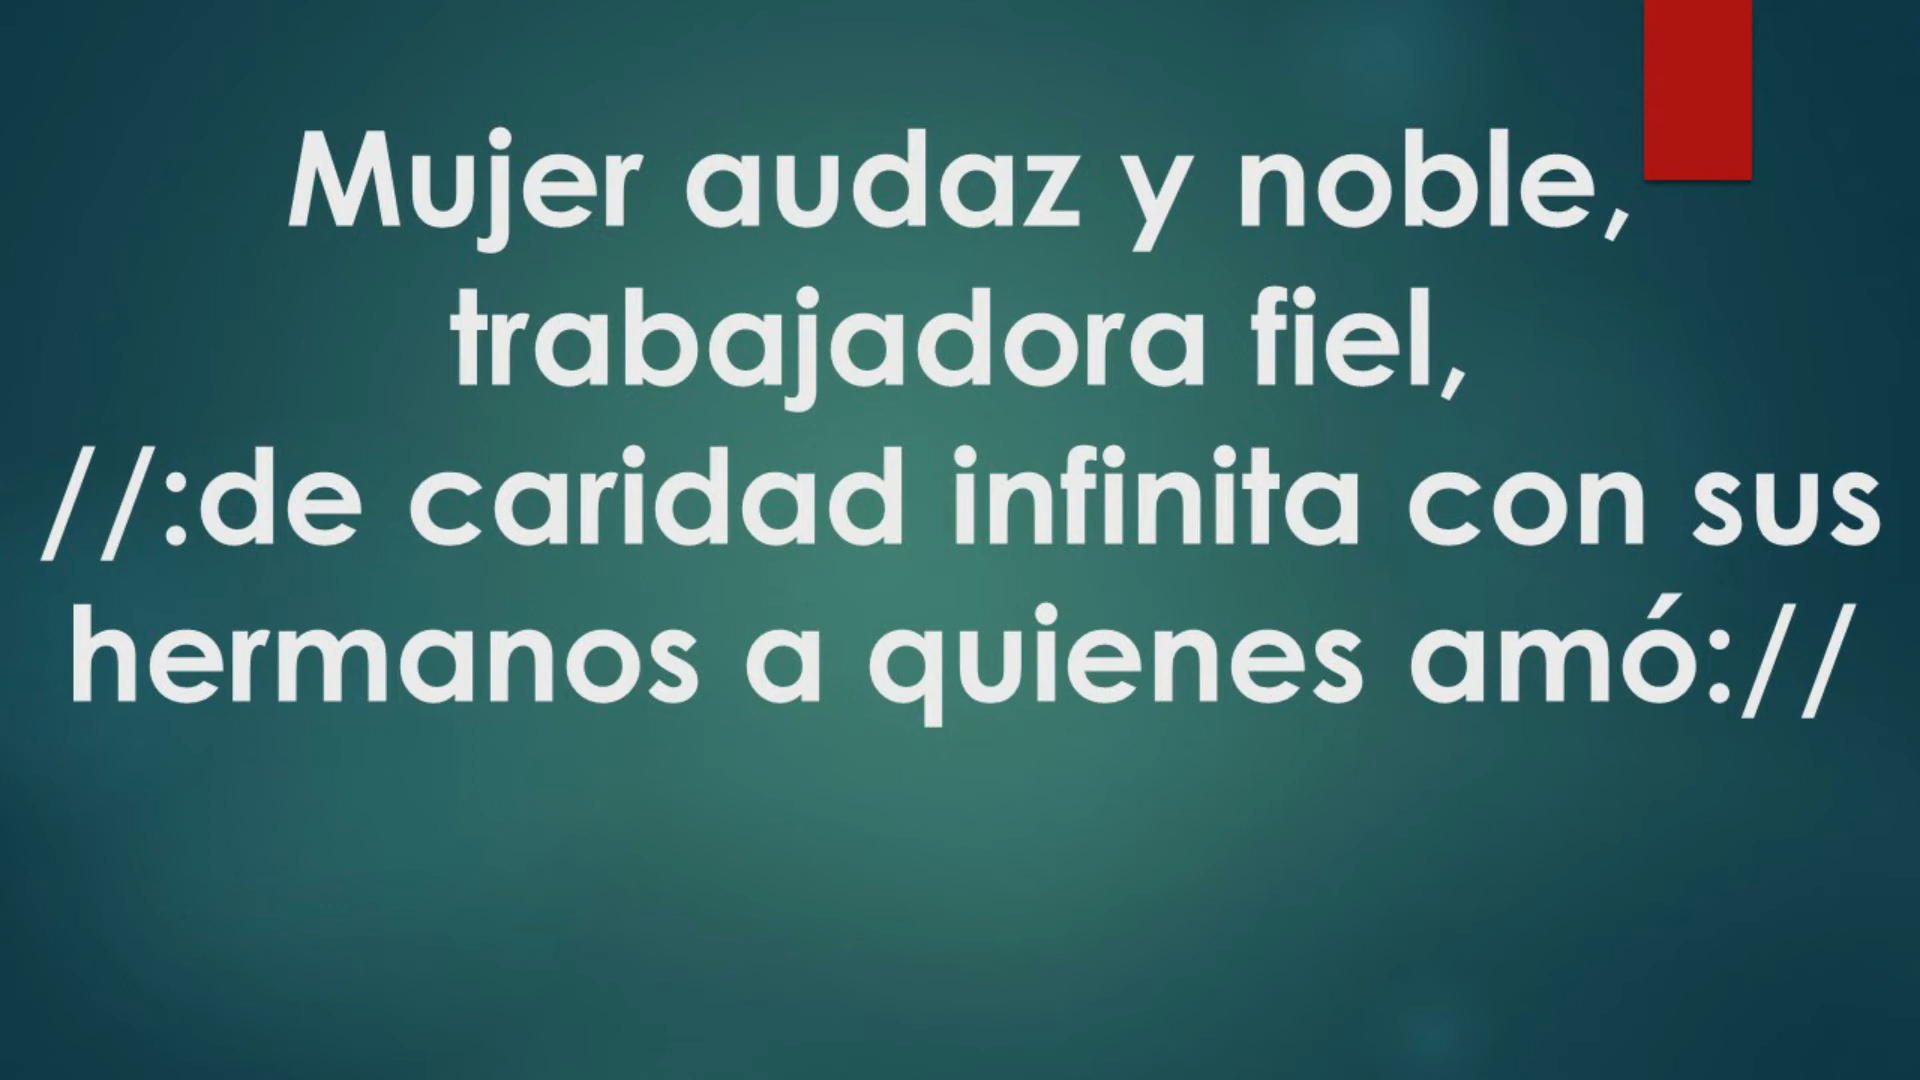 Mujer audaz y noble,
trabajadora fiel,
//:de caridad infinita con sus
hermanos a quienes amó://